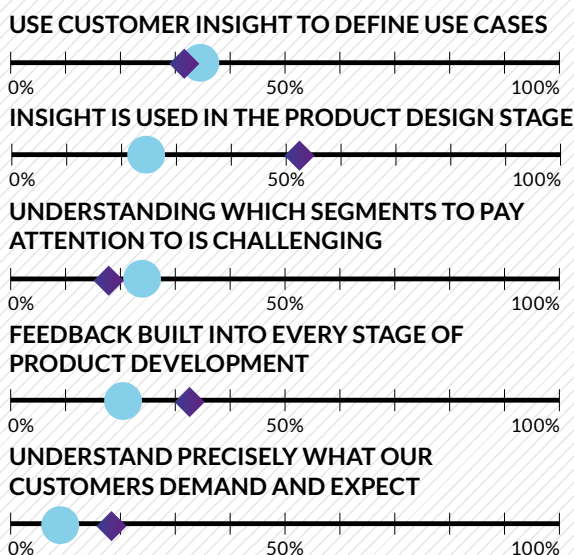 USE CUSTOMER INSIGHT TO DEFINE USE CASES
0% 50% 100%
INSIGHT IS USED IN THE PRODUCT DESIGN STAGE
0% 50% 100%
UNDERSTANDING WHICH SEGMENTS TO PAY
ATTENTION TO IS CHALLENGING
0% 50% 100%
FEEDBACK BUILT INTO EVERY STAGE OF
PRODUCT DEVELOPMENT
0% 50% 100%
UNDERSTAND PRECISELY WHAT OUR
CUSTOMERS DEMAND AND EXPECT
0% 50% 100%